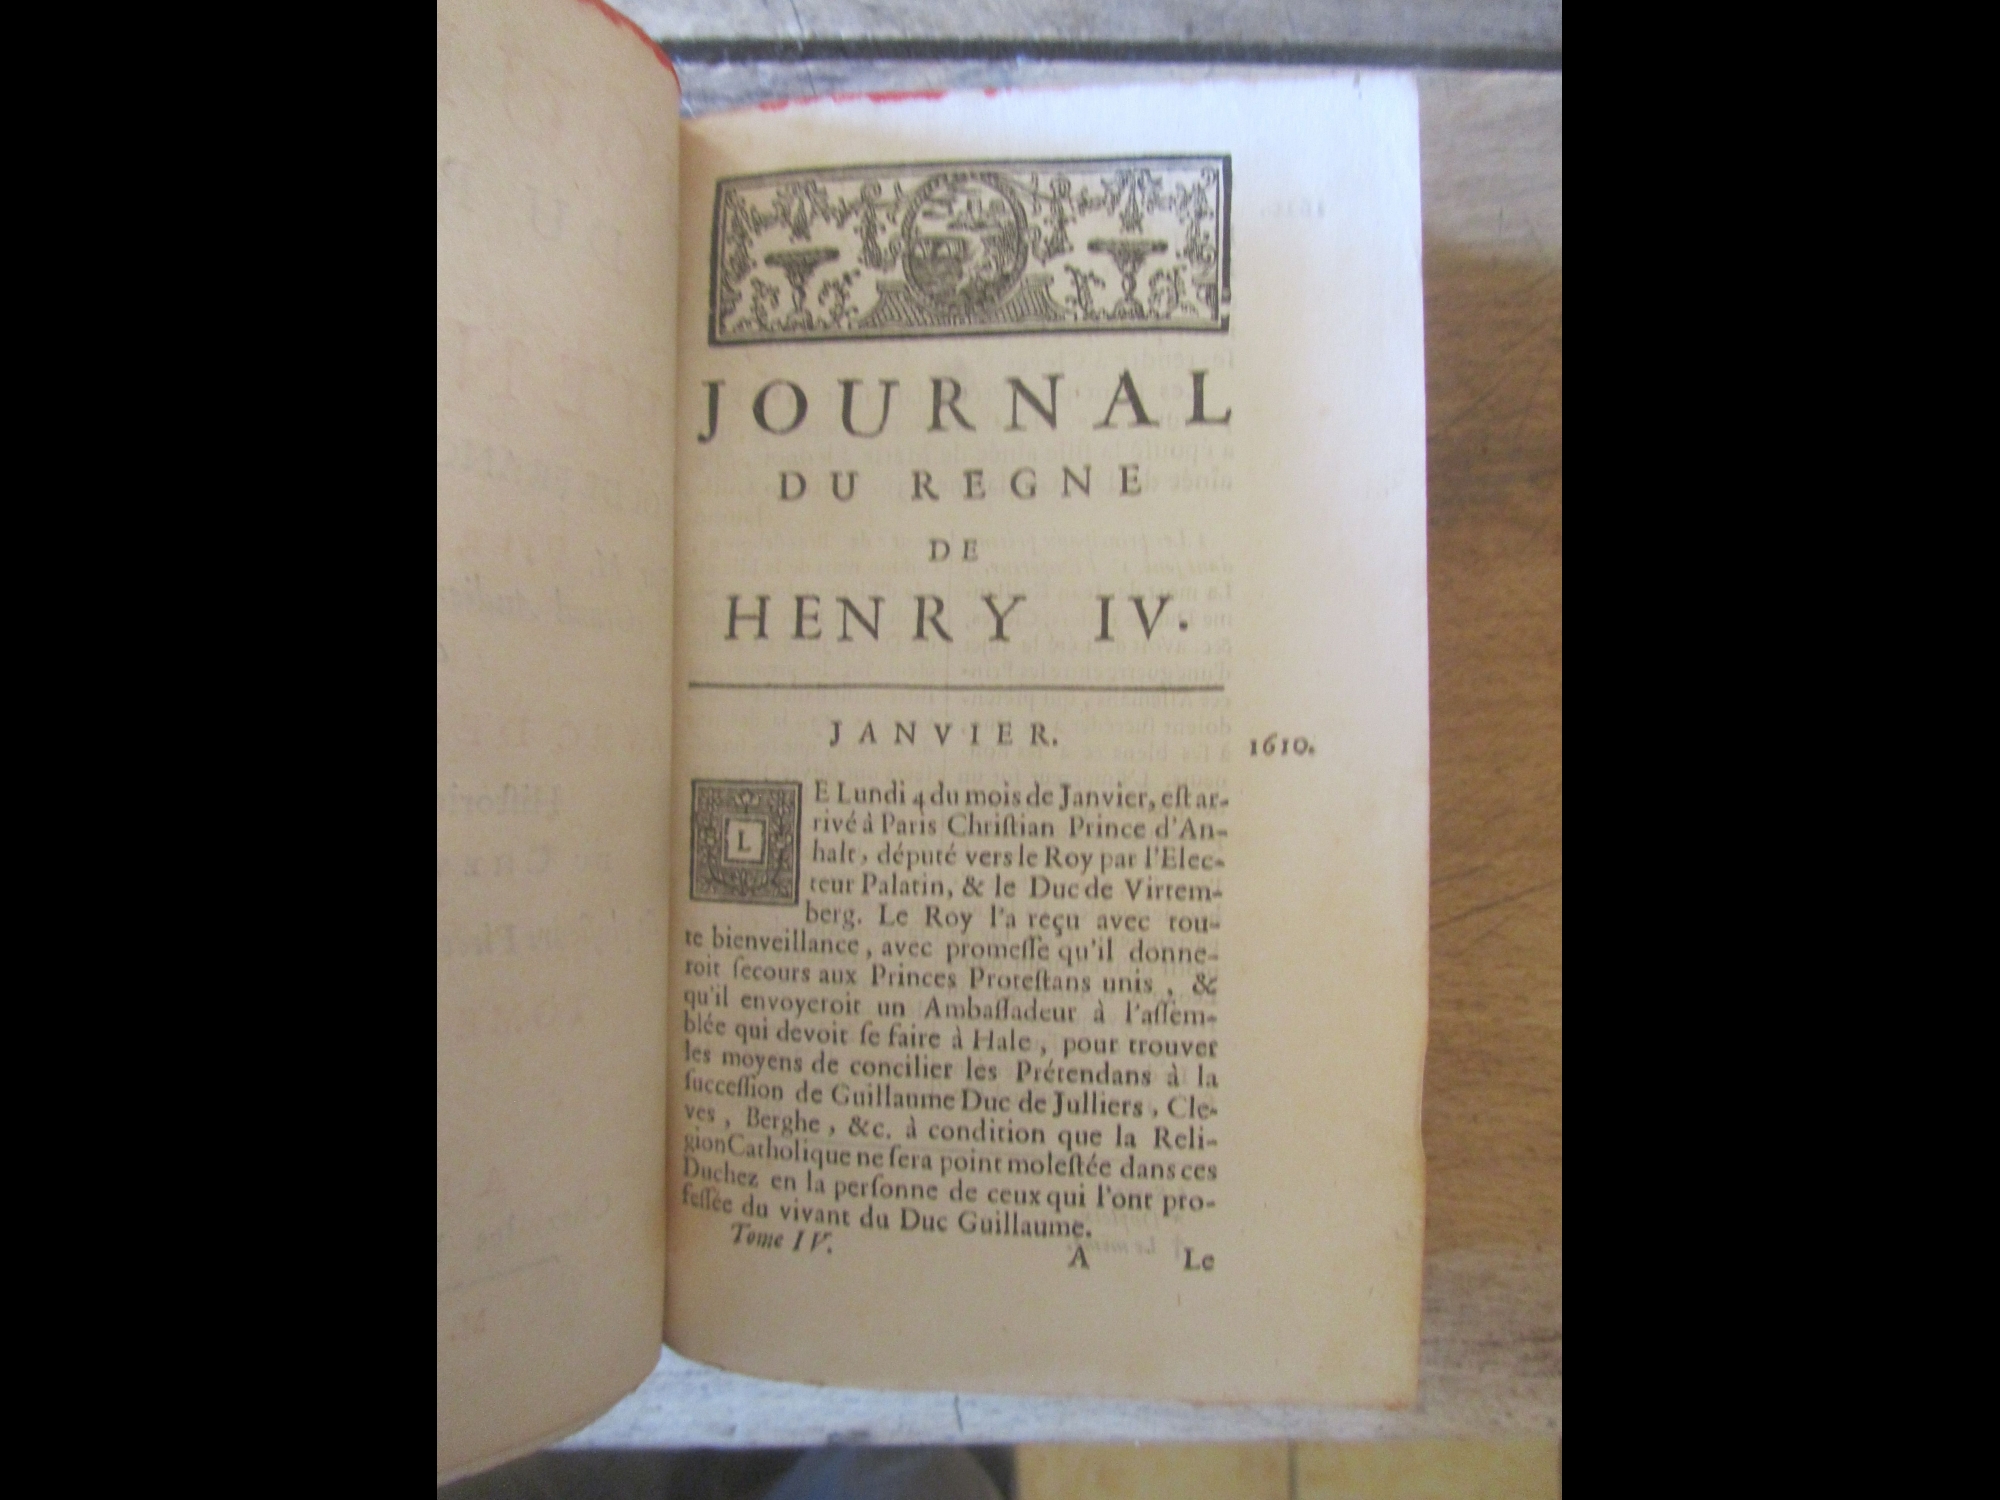 JOURNAL
DU REGNE
DE
HENRY IV.
JANVIER. 1610.
LE Lundi 4 du mois de Janvier, eſt ar-
rivé à Paris Chriſtian Prince d'An-
halt, député vers le Roy par l'Elec-
teur Palatin, & le Duc de Virtem-
berg. Le Roy l'a reçu avec tou-
te bienveillance, avec promeſſe qu'il donne-
roit ſecours aux Princes Proteſtans unis, &
qu'il envoyeroit un Ambaſſadeur à l'aſſem-
blée qui devoit ſe faire à Hale, pour trouver
les moyens de concilier les Prétendans à la
ſucceſſion de Guillaume Duc de Julliers, Cle-
ves, Berghe, &c. à condition que la Reli-
gion Catholique ne ſera point moleſtée dans ces
Duchez en la perſonne de ceux qui l'ont pro-
feſſée du vivant du Duc Guillaume.
Tome IV. A Le